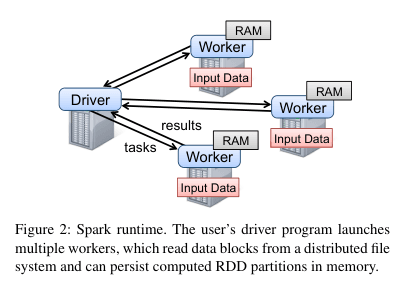 RAM
Worker
Input Data
Driver
RAM
Worker
Input Data
results
tasks
RAM
Worker
Input Data
Figure 2: Spark runtime. The user's driver program launches
multiple workers, which read data blocks from a distributed file
system and can persist computed RDD partitions in memory.